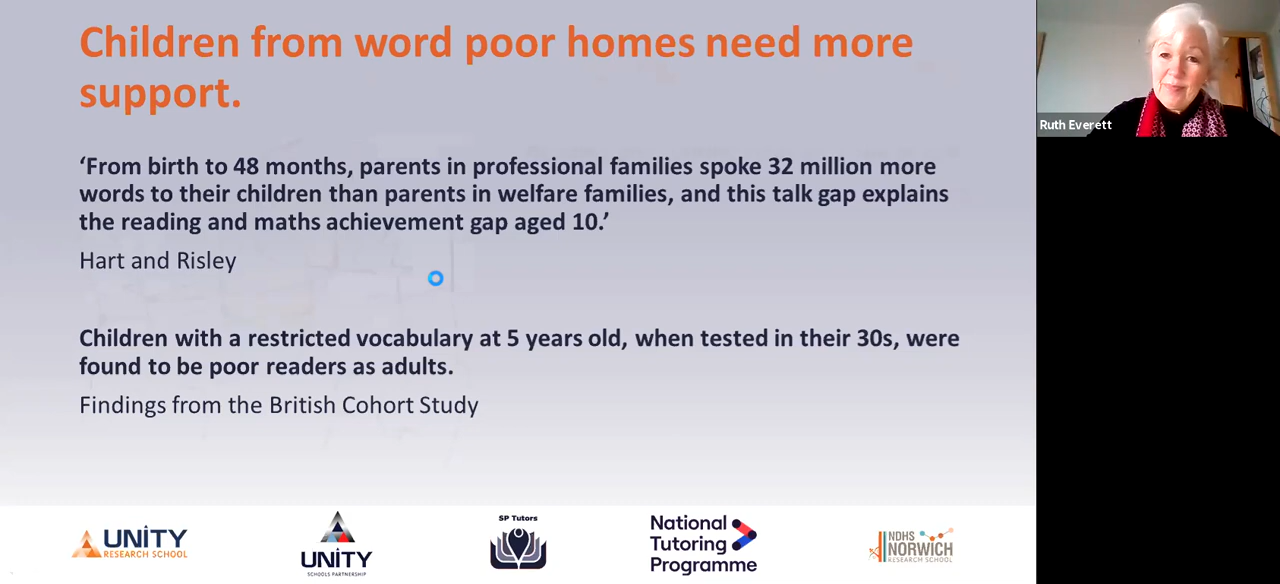 Children from word poor homes need more
support.
‘From birth to 48 months, parents in professional families spoke 32 million more
words to their children than parents in welfare families, and this talk gap explains
the reading and maths achievement gap aged 10.’
Hart and Risley
Children with a restricted vocabulary at 5 years old, when tested in their 30s, were
found to be poor readers as adults.
Findings from the British Cohort Study
Ruth Everett
UNİTY
RESEARCH SCHOOL
UNİTY
SCHOOLS PARTNERSHIP
SP Tutors
National
Tutoring
Programme
NDHS
NORWICH
RESEARCH SCHOOL